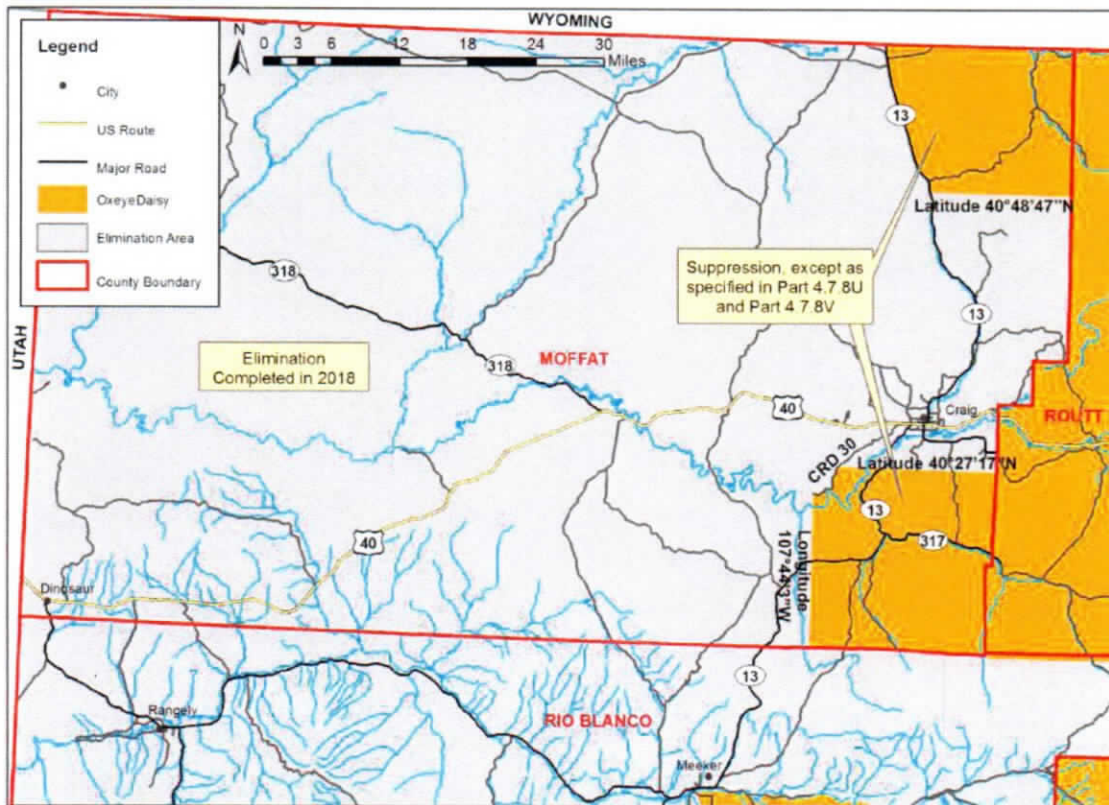 WYOMING
Legend
City
US Route
Major Road
OxeyeDaisy
Elimination Area
County Boundary
N
0 3 6 12 18 24 30
Miles
13
Latitude 40°48'47"N
318
Suppression, except as
specified in Part 4.7.8U
and Part 4 7.8V
13
UTAH
Elimination
Completed in 2018
318
MOFFAT
40
Craig
ROUTT
CRD 30
Latitude 40°27'17"N
13
317
40
Longitude
Dinosaur
13
Rangely
RIO BLANCO
Meeker